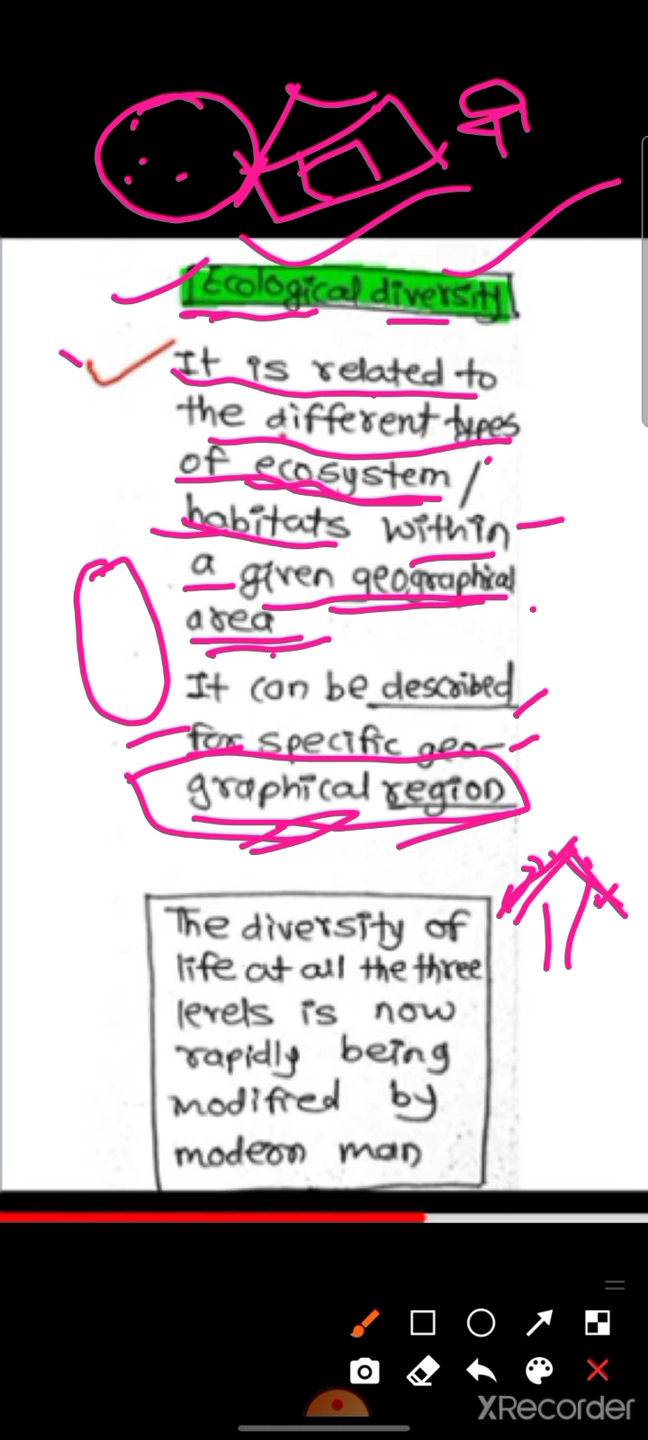 Ecological diversity
It is related to
the different types
of ecosystem /
habitats within
a given geographical
area
It can be described
for specific geo-
graphical region
The diversity of
life at all the three
levels is now
rapidly being
modified by
modern man
XRecorder